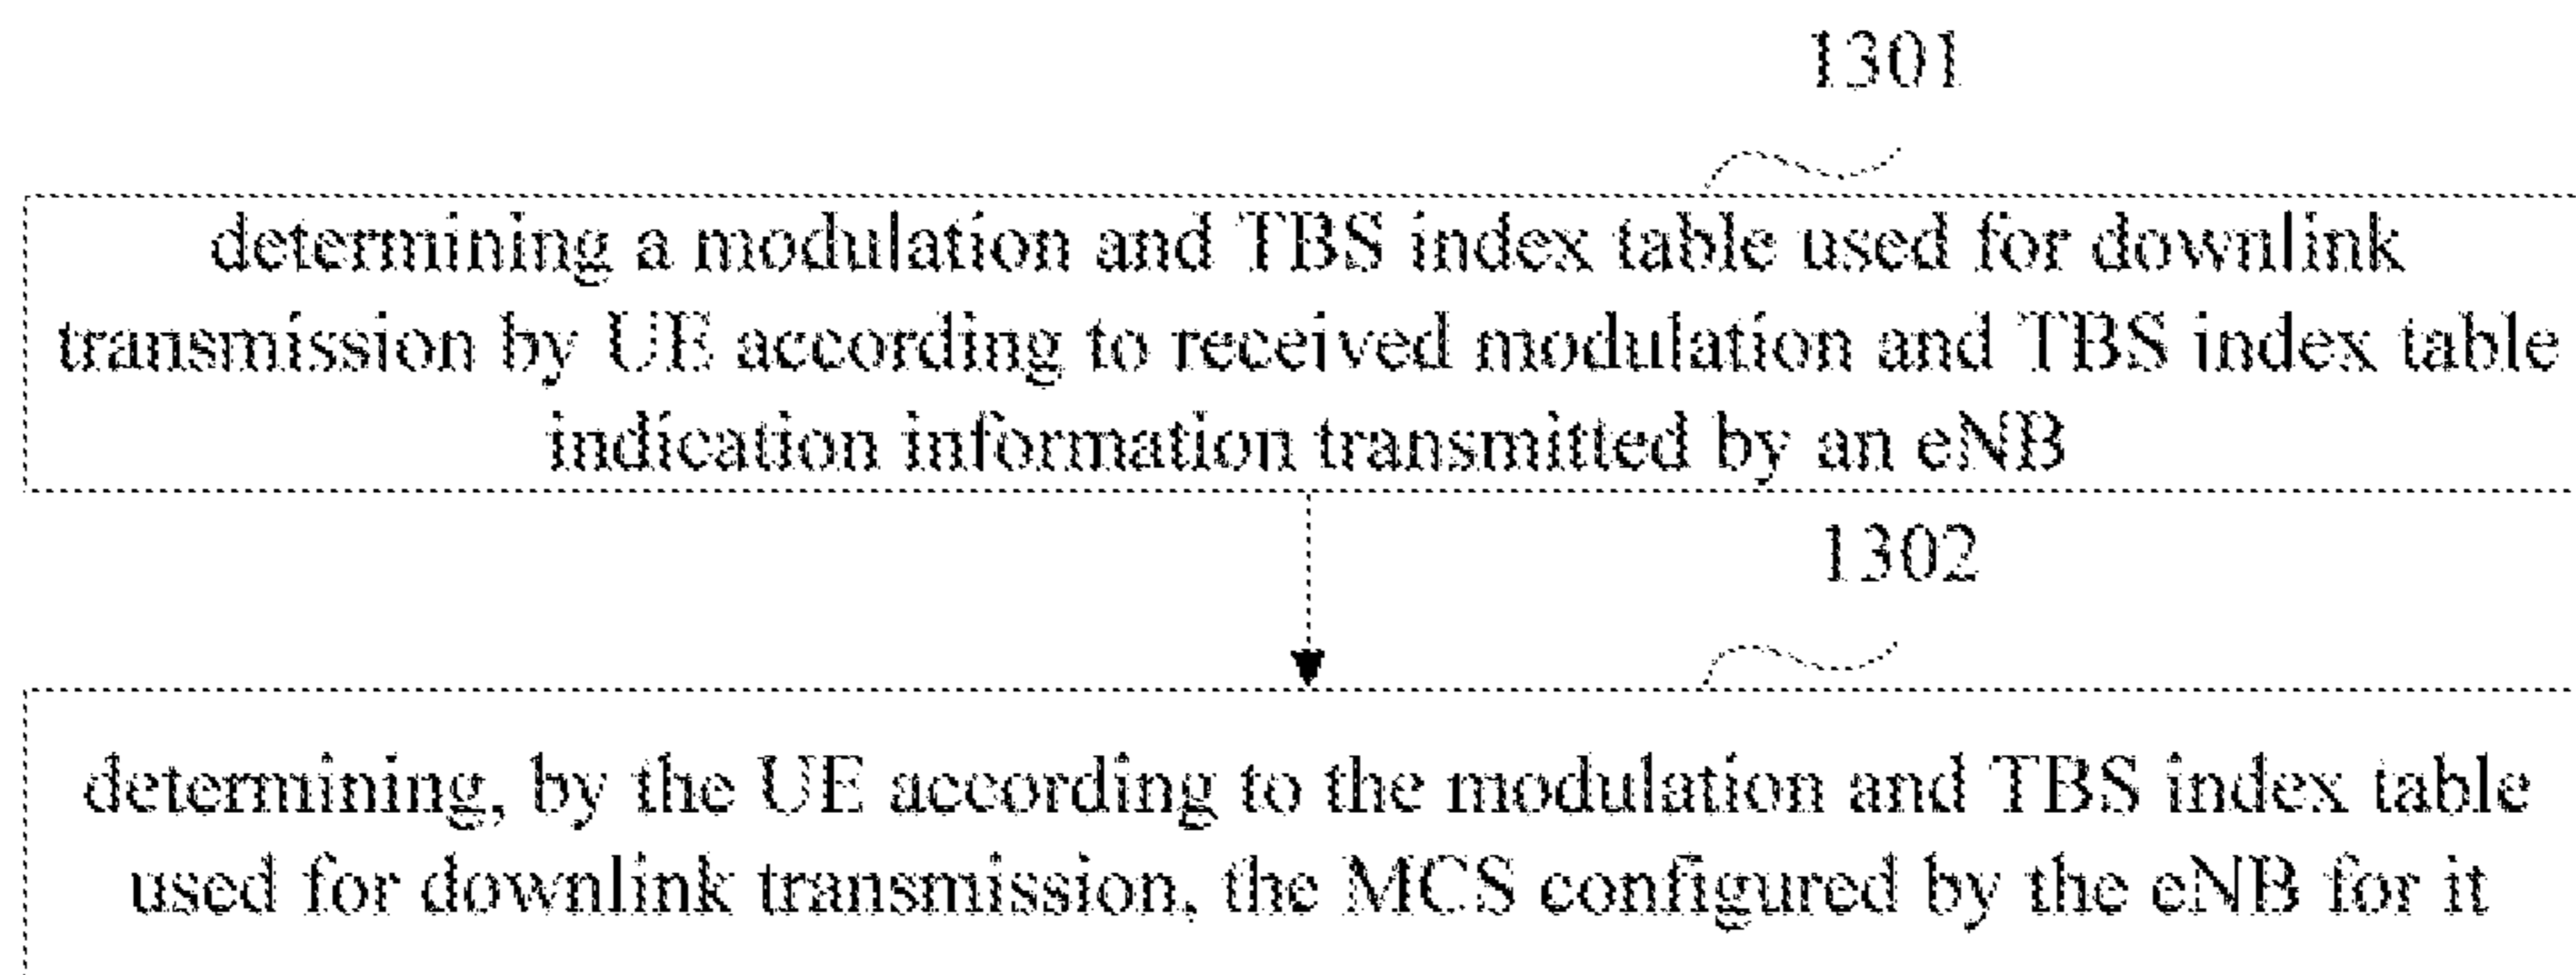 1301
determining a modulation and TBS index table used for downlink
transmission by UE according to received modulation and TBS index table
indication information transmitted by an eNB
1302
determining, by the UE according to the modulation and TBS index table
used for downlink transmission, the MCS configured by the eNB for it